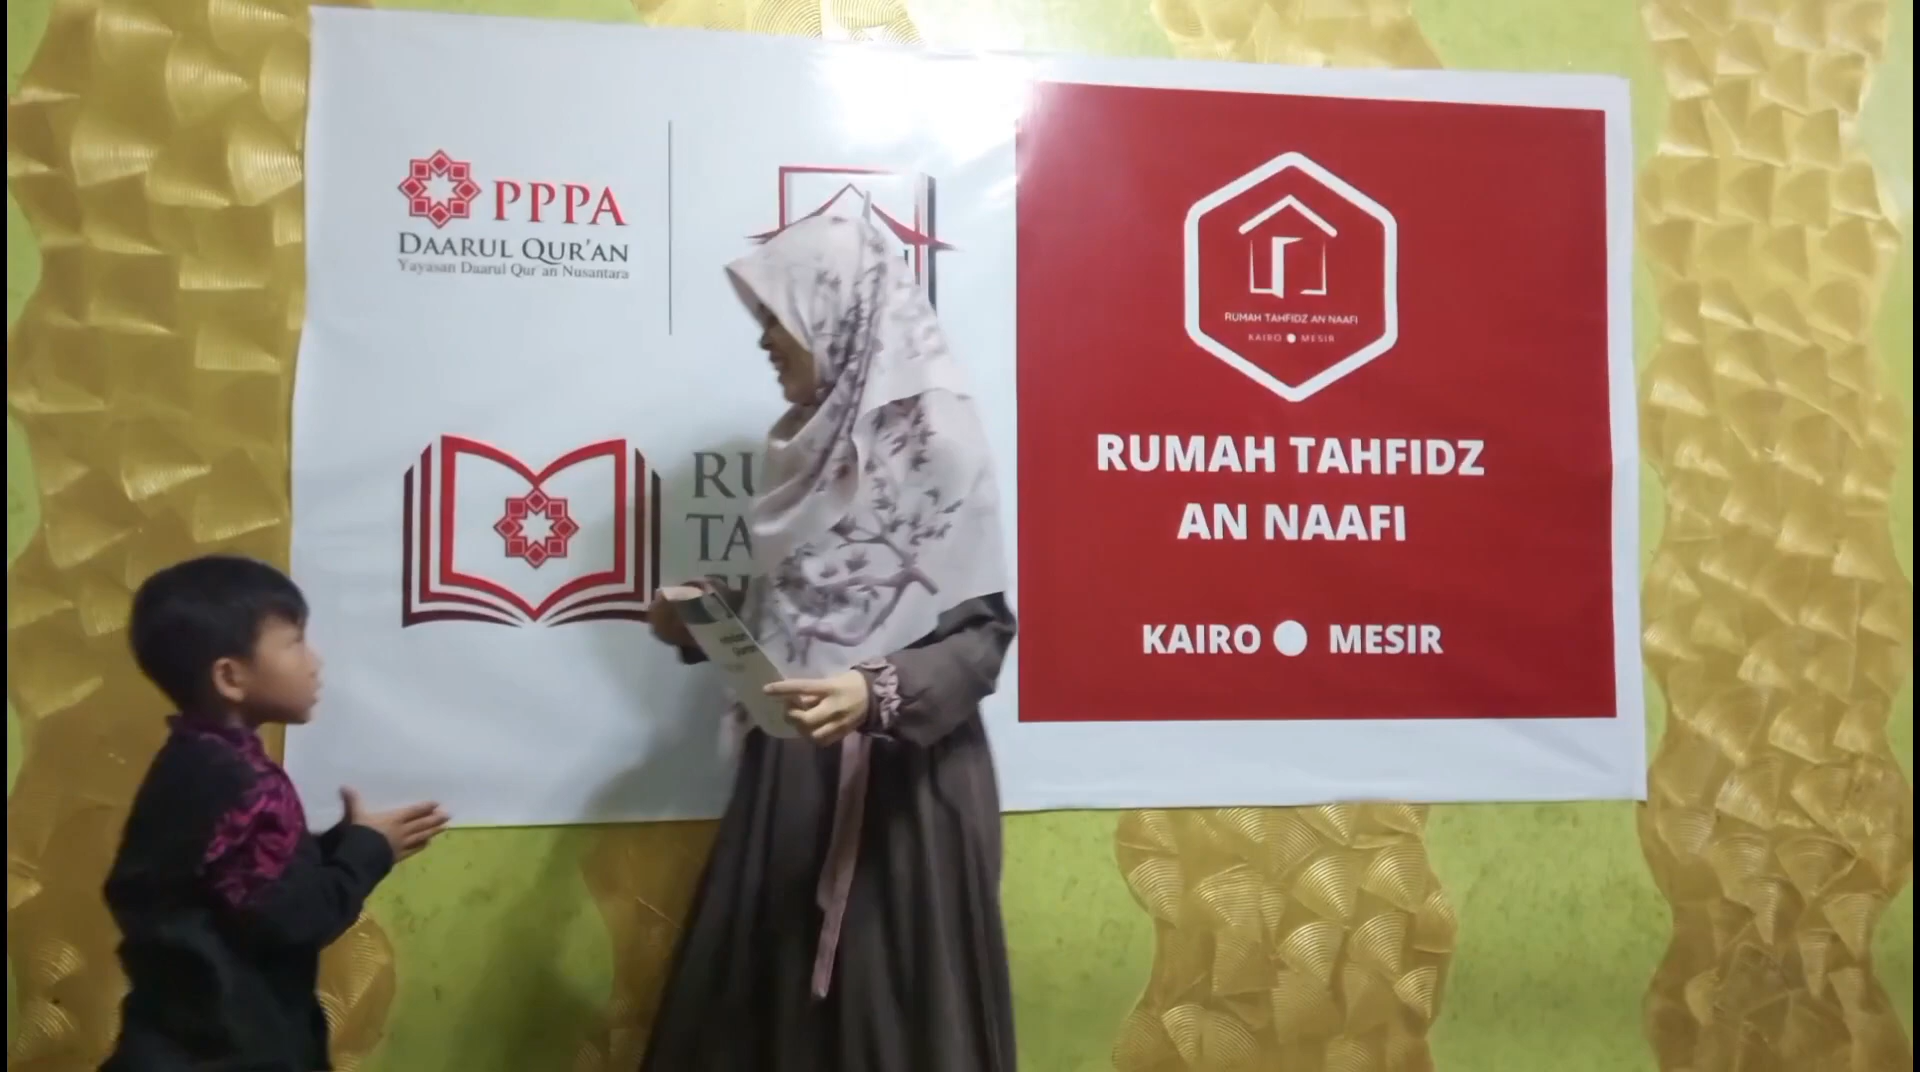 PPPA
DAARUL QUR'AN
Yayasan Daarul Qur'an Nusantara
RU
TA
RUMAH TAHFIDZ AN NAAFI
KAIRO ● MESIR
RUMAH TAHFIDZ
AN NAAFI
KAIRO ● MESIR